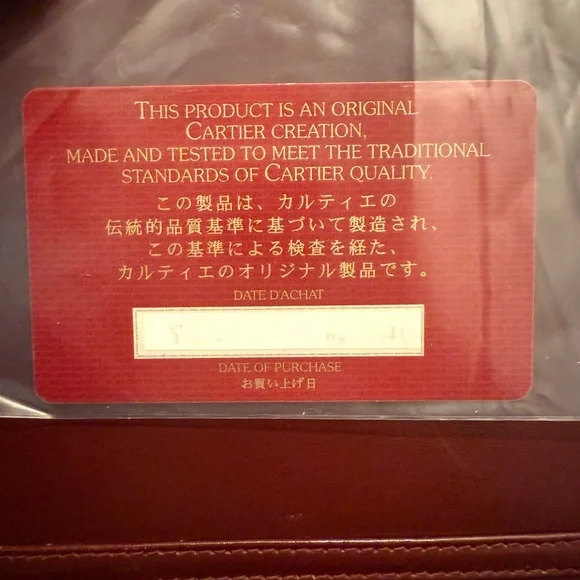 THIS PRODUCT IS AN ORIGINAL
CARTIER CREATION,
MADE AND TESTED TO MEET THE TRADITIONAL
STANDARDS OF CARTIER QUALITY.
この製品は、カルティエの
伝統的品質基準に基づいて製造され、
この基準による検査を経た、
カルティエのオリジナル製品です。
DATE D'ACHAT
DATE OF PURCHASE
お買い上げ日